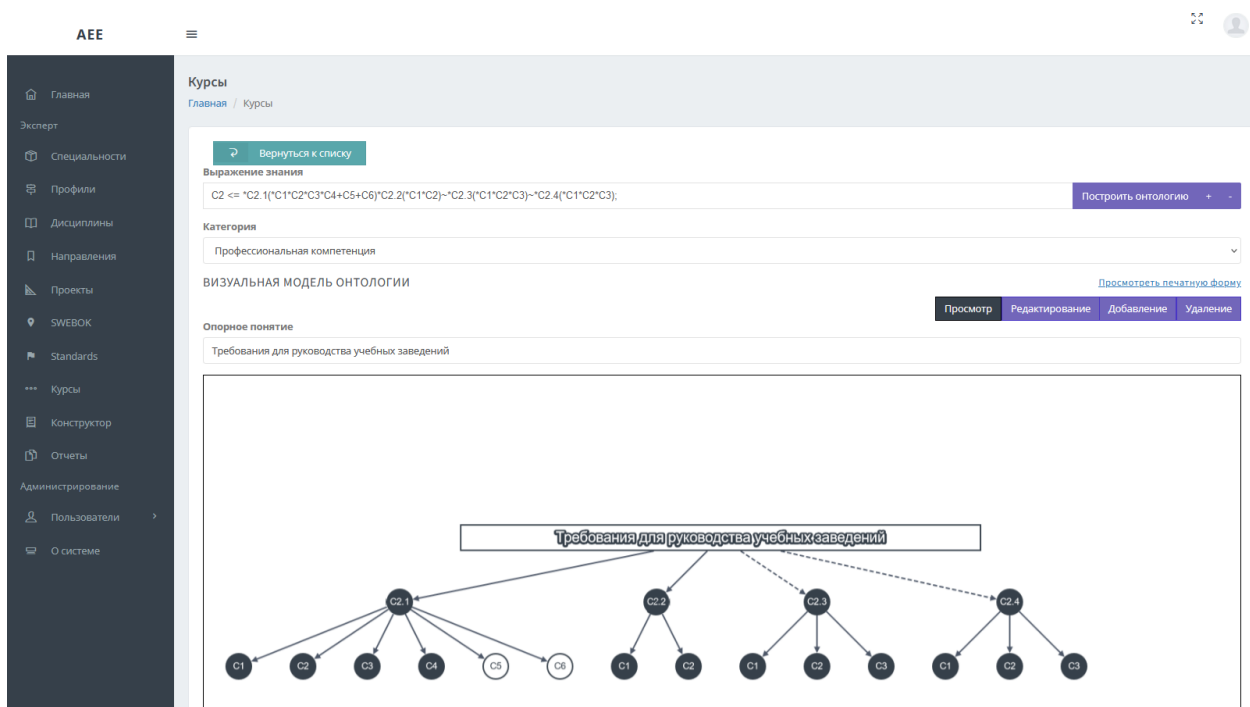 AEE
Главная
Эксперт
Специальности
Профили
Дисциплины
Направления
Проекты
SWEBOK
Standards
Курсы
Конструктор
Отчеты
Администрирование
Пользователи
О системе
Курсы
Главная / Курсы
Вернуться к списку
Выражение знания
C2 <= *C2.1(*C1*C2*C3*C4+C5+C6)*C2.2(*C1*C2)~*C2.3(*C1*C2*C3)~*C2.4(*C1*C2*C3);
Построить онтологию + -
Категория
Профессиональная компетенция
ВИЗУАЛЬНАЯ МОДЕЛЬ ОНТОЛОГИИ
Просмотреть печатную форму
Просмотр Редактирование Добавление Удаление
Опорное понятие
Требования для руководства учебных заведений
Требования для руководства учебных заведений
C2.1 C2.2 C2.3 C2.4
C1 C2 C3 C4 C5 C6 C1 C2 C1 C2 C3 C1 C2 C3